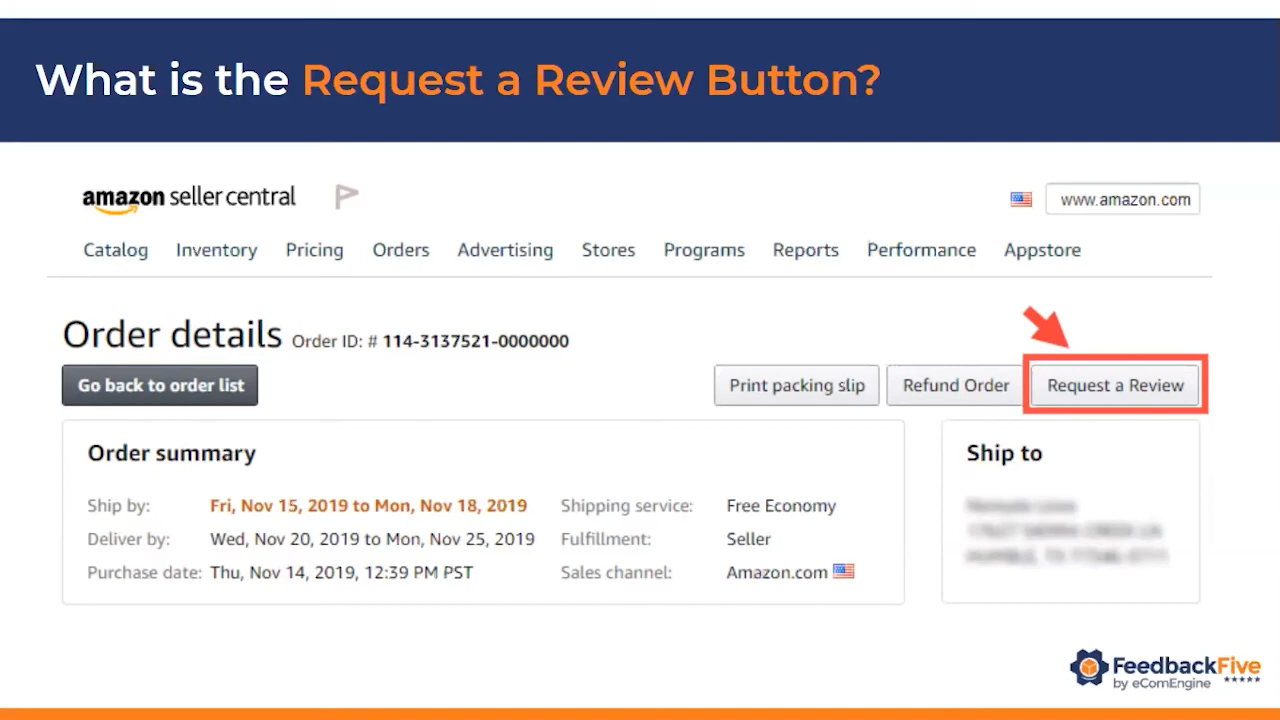 What is the Request a Review Button?
amazon seller central
www.amazon.com
Catalog Inventory Pricing Orders Advertising Stores Programs Reports Performance Appstore
Order details Order ID: # 114-3137521-0000000
Go back to order list
Print packing slip
Refund Order
Request a Review
Order summary
Ship by: Fri, Nov 15, 2019 to Mon, Nov 18, 2019
Shipping service: Free Economy
Deliver by: Wed, Nov 20, 2019 to Mon, Nov 25, 2019
Fulfillment: Seller
Purchase date: Thu, Nov 14, 2019, 12:39 PM PST
Sales channel: Amazon.com
Ship to
FeedbackFive
by eComEngine